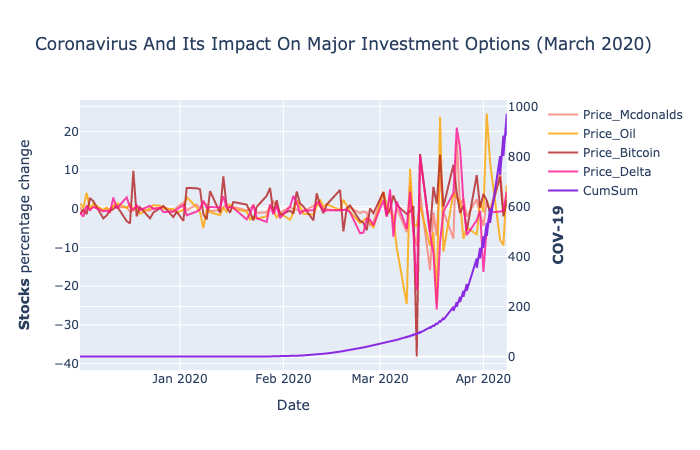 Coronavirus And Its Impact On Major Investment Options (March 2020)
Stocks percentage change
20
10
0
−10
−20
−30
−40
1000
800
600
400
200
0
COV-19
Jan 2020
Feb 2020
Mar 2020
Apr 2020
Date
Price_Mcdonalds
Price_Oil
Price_Bitcoin
Price_Delta
CumSum